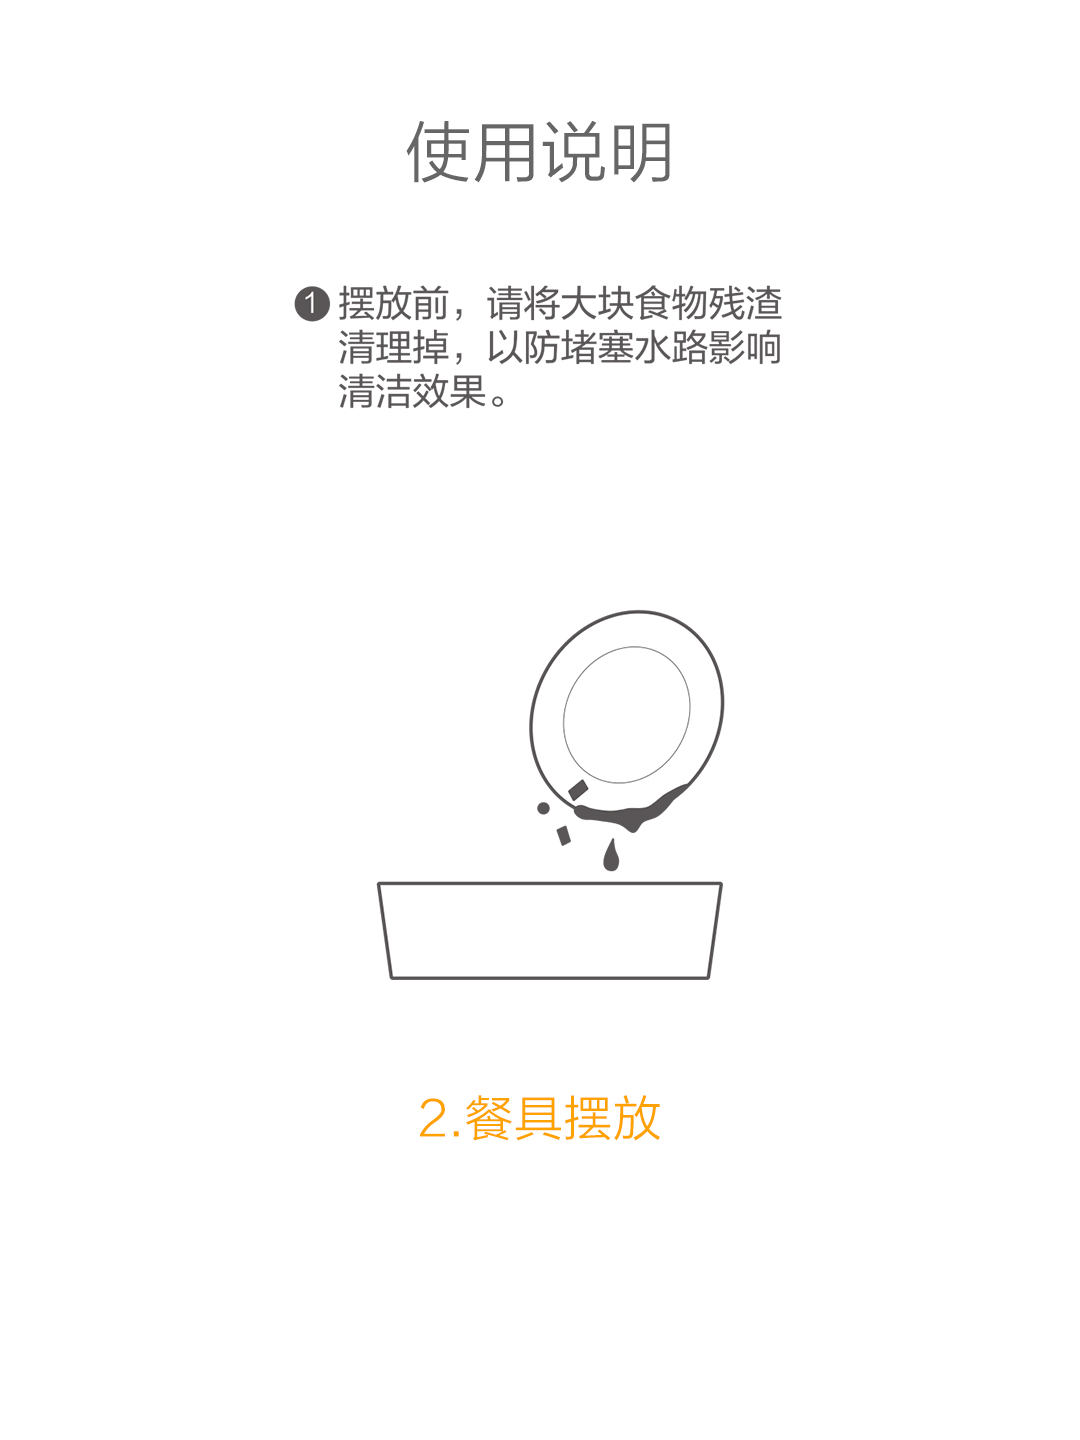 使用说明
1 摆放前，请将大块食物残渣
清理掉，以防堵塞水路影响
清洁效果。
2.餐具摆放